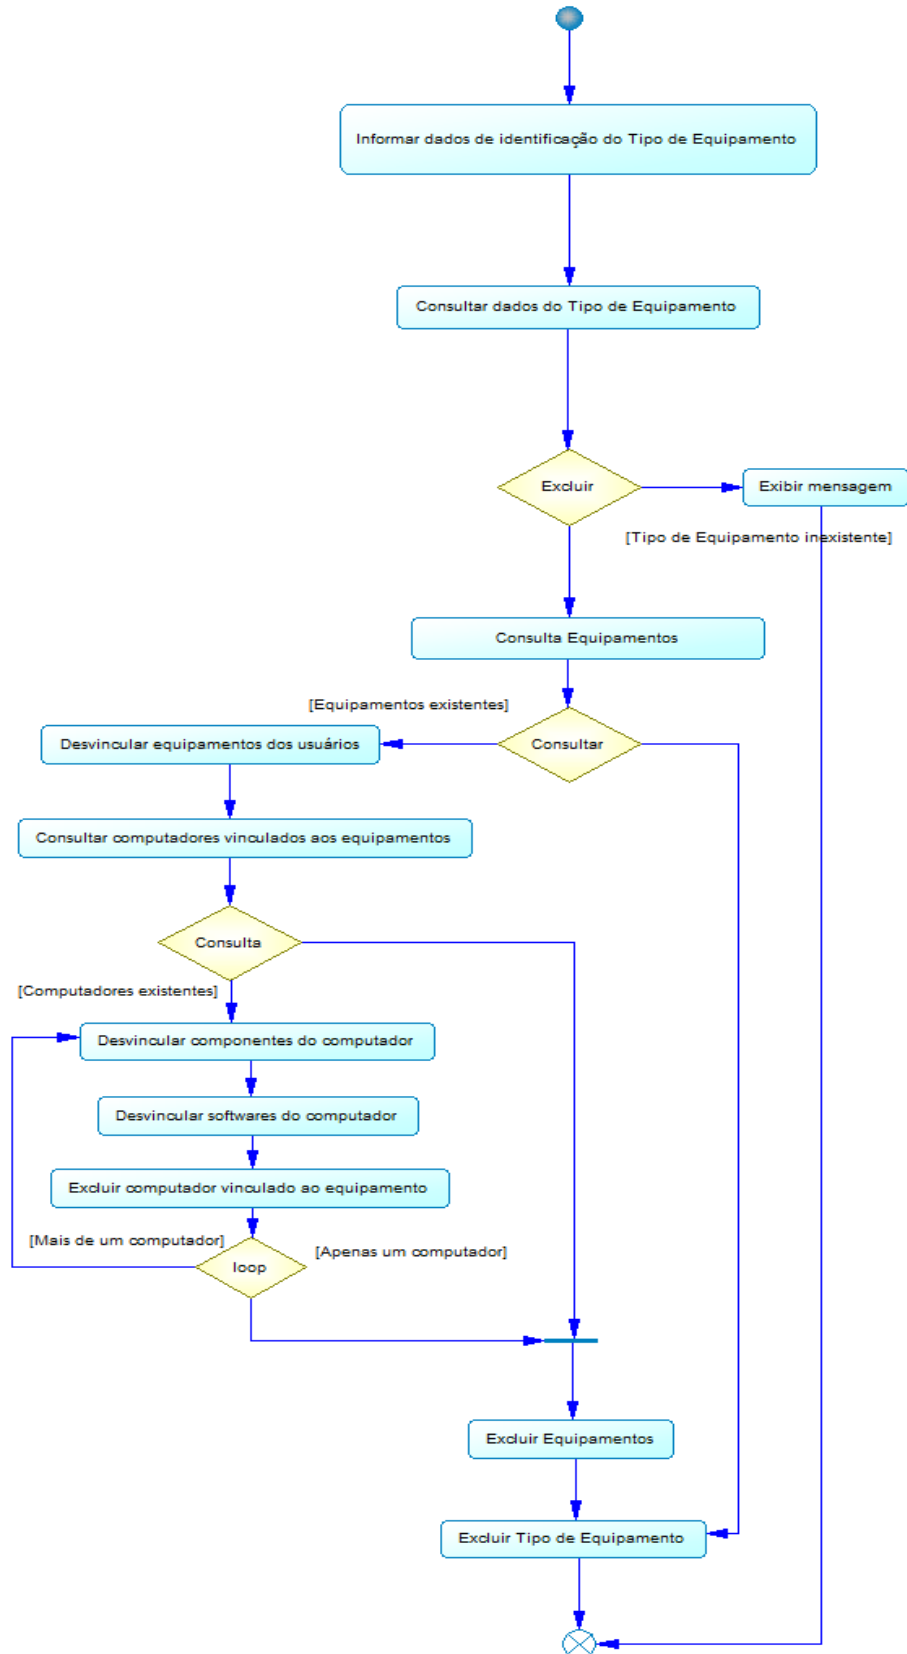 Informar dados de identificação do Tipo de Equipamento
Consultar dados do Tipo de Equipamento
Excluir
Exibir mensagem
[Tipo de Equipamento inexistente]
Consulta Equipamentos
[Equipamentos existentes]
Consultar
Desvincular equipamentos dos usuários
Consultar computadores vinculados aos equipamentos
Consulta
[Computadores existentes]
Desvincular componentes do computador
Desvincular softwares do computador
Excluir computador vinculado ao equipamento
[Mais de um computador]
[Apenas um computador]
loop
Excluir Equipamentos
Excluir Tipo de Equipamento